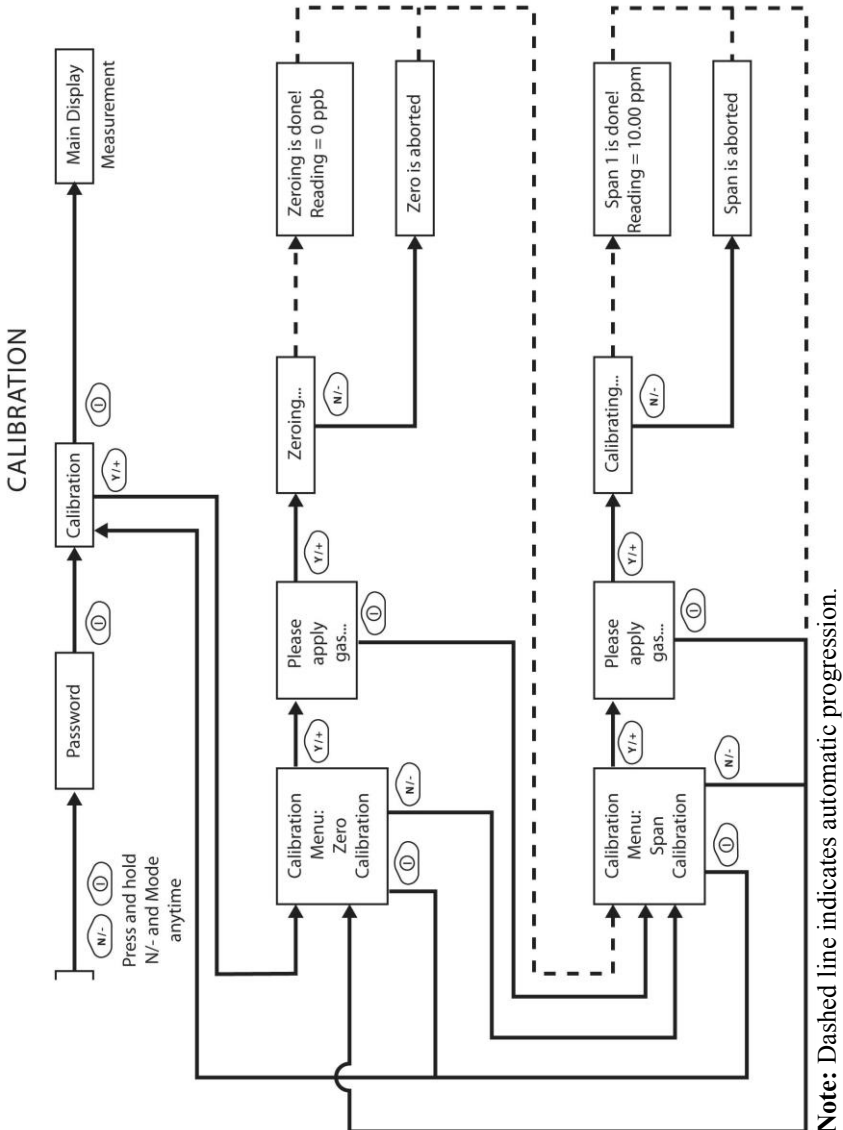 CALIBRATION
N/-
Press and hold
N/- and Mode
anytime
Password
Calibration
Y/+
Main Display
Measurement
Calibration
Menu:
Zero
Calibration
N/-
Y/+
Please
apply
gas...
Y/+
Zeroing...
N/-
Zeroing is done!
Reading = 0 ppb
Zero is aborted
Calibration
Menu:
Span
Calibration
N/-
Y/+
Please
apply
gas...
Y/+
Calibrating...
N/-
Span 1 is done!
Reading = 10.00 ppm
Span is aborted
Note: Dashed line indicates automatic progression.